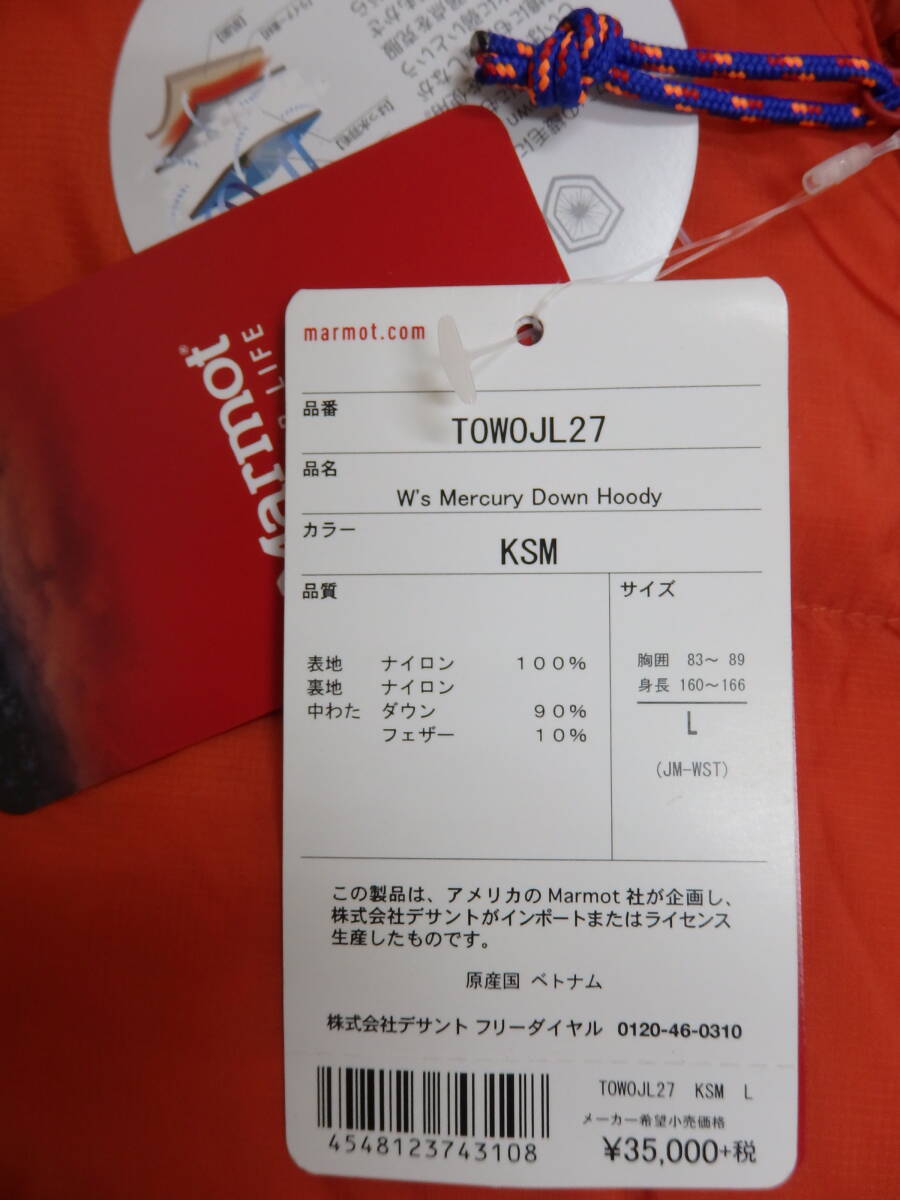 marmot.com
品番
TOWOJL27
品名
W's Mercury Down Hoody
カラー
KSM
品質
表地 ナイロン 100%
裏地 ナイロン
中わた ダウン 90%
フェザー 10%
サイズ
胸囲 83～ 89
身長 160～166
L
(JM-WST)
この製品は、アメリカのMarmot 社が企画し、
株式会社デサントがインポートまたはライセンス
生産したものです。
原産国 ベトナム
株式会社デサント フリーダイヤル 0120-46-0310
4548123743108
TOWOJL27 KSM L
メーカー希望小売価格
¥35,000+税
LIFE